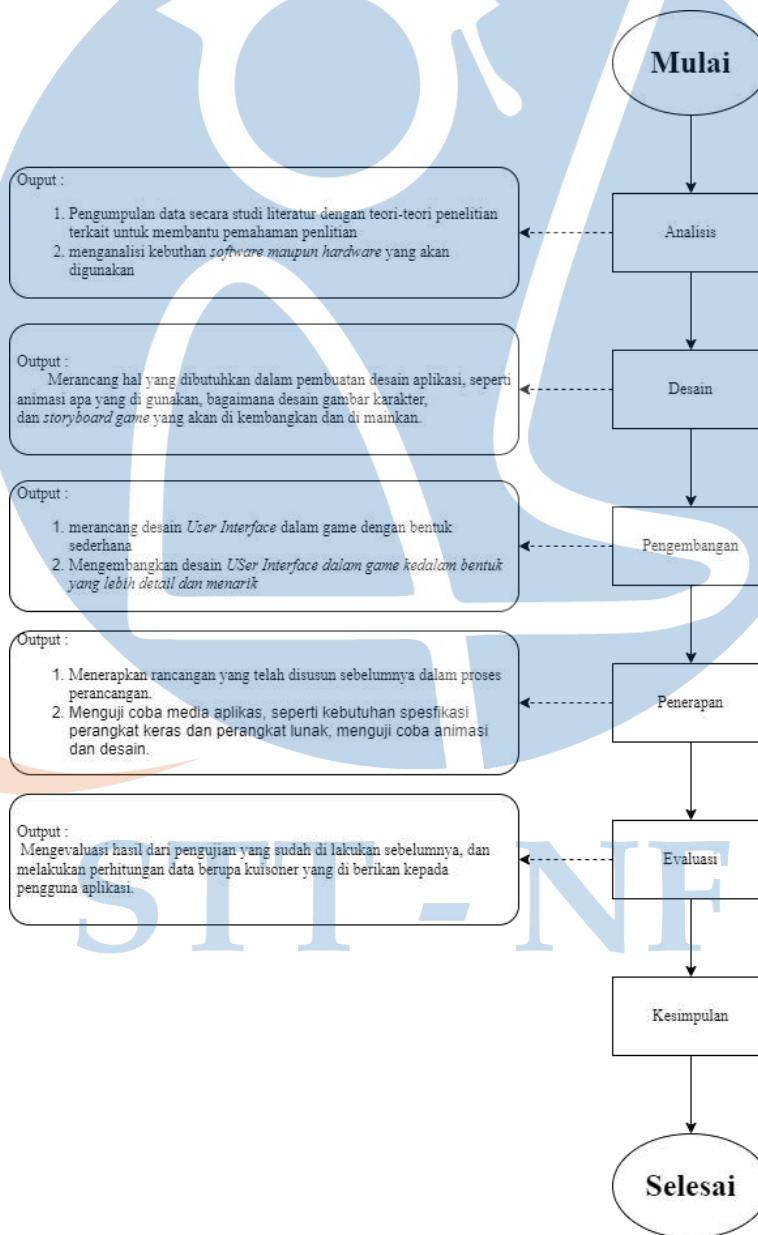 Mulai
Ouput :
1. Pengumpulan data secara studi literatur dengan teori-teori penelitian
terkait untuk membantu pemahaman penlitian
2. menganalisi kebuthan software maupun hardware yang akan
digunakan
Analisis
Output :
Merancang hal yang dibutuhkan dalam pembuatan desain aplikasi, seperti
animasi apa yang di gunakan, bagaimana desain gambar karakter,
dan storyboard game yang akan di kembangkan dan di mainkan.
Desain
Output :
1. merancang desain User Interface dalam game dengan bentuk
sederhana
2. Mengembangkan desain USer Interface dalam game kedalam bentuk
yang lebih detail dan menarik
Pengembangan
Output :
1. Menerapkan rancangan yang telah disusun sebelumnya dalam proses
perancangan.
2. Menguji coba media aplikas, seperti kebutuhan spesfikasi
perangkat keras dan perangkat lunak, menguji coba animasi
dan desain.
Penerapan
Output :
Mengevaluasi hasil dari pengujian yang sudah di lakukan sebelumnya, dan
melakukan perhitungan data berupa kuisoner yang di berikan kepada
pengguna aplikasi.
Evaluasi
STT - NF
Kesimpulan
Selesai